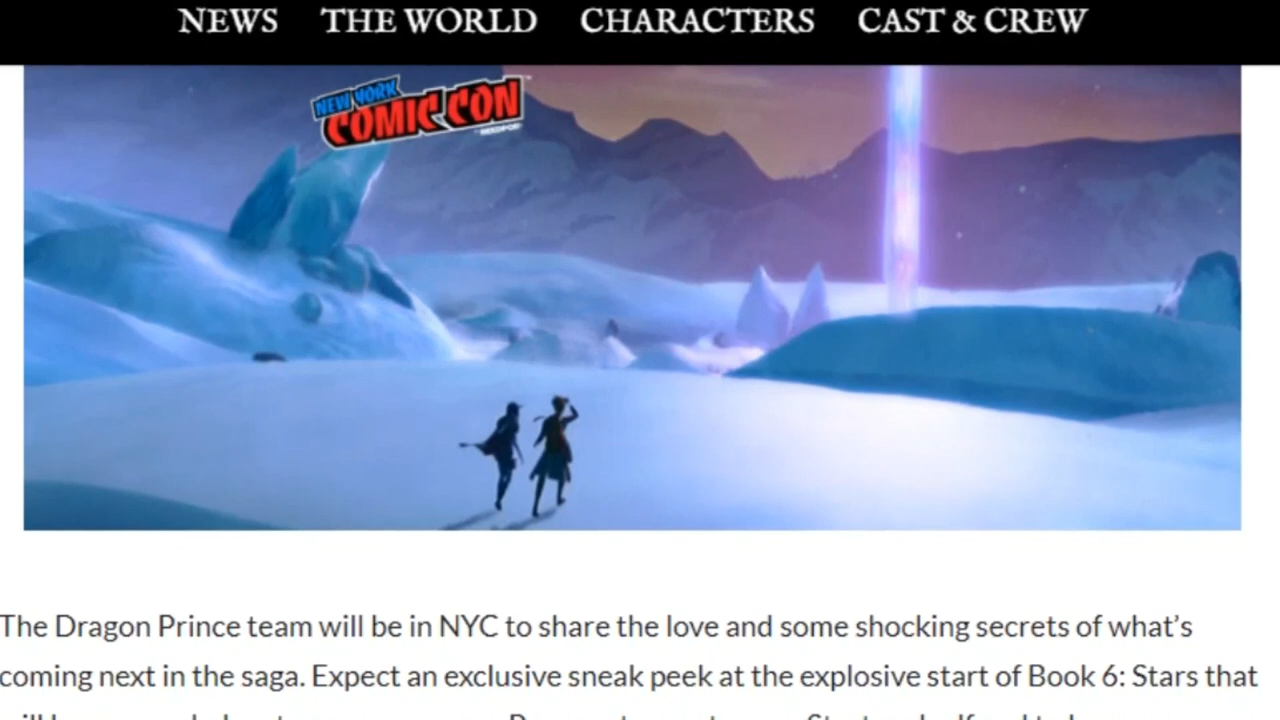 NEWS THE WORLD CHARACTERS CAST & CREW
NEW YORK
COMIC CON
The Dragon Prince team will be in NYC to share the love and some shocking secrets of what’s
coming next in the saga. Expect an exclusive sneak peek at the explosive start of Book 6: Stars that